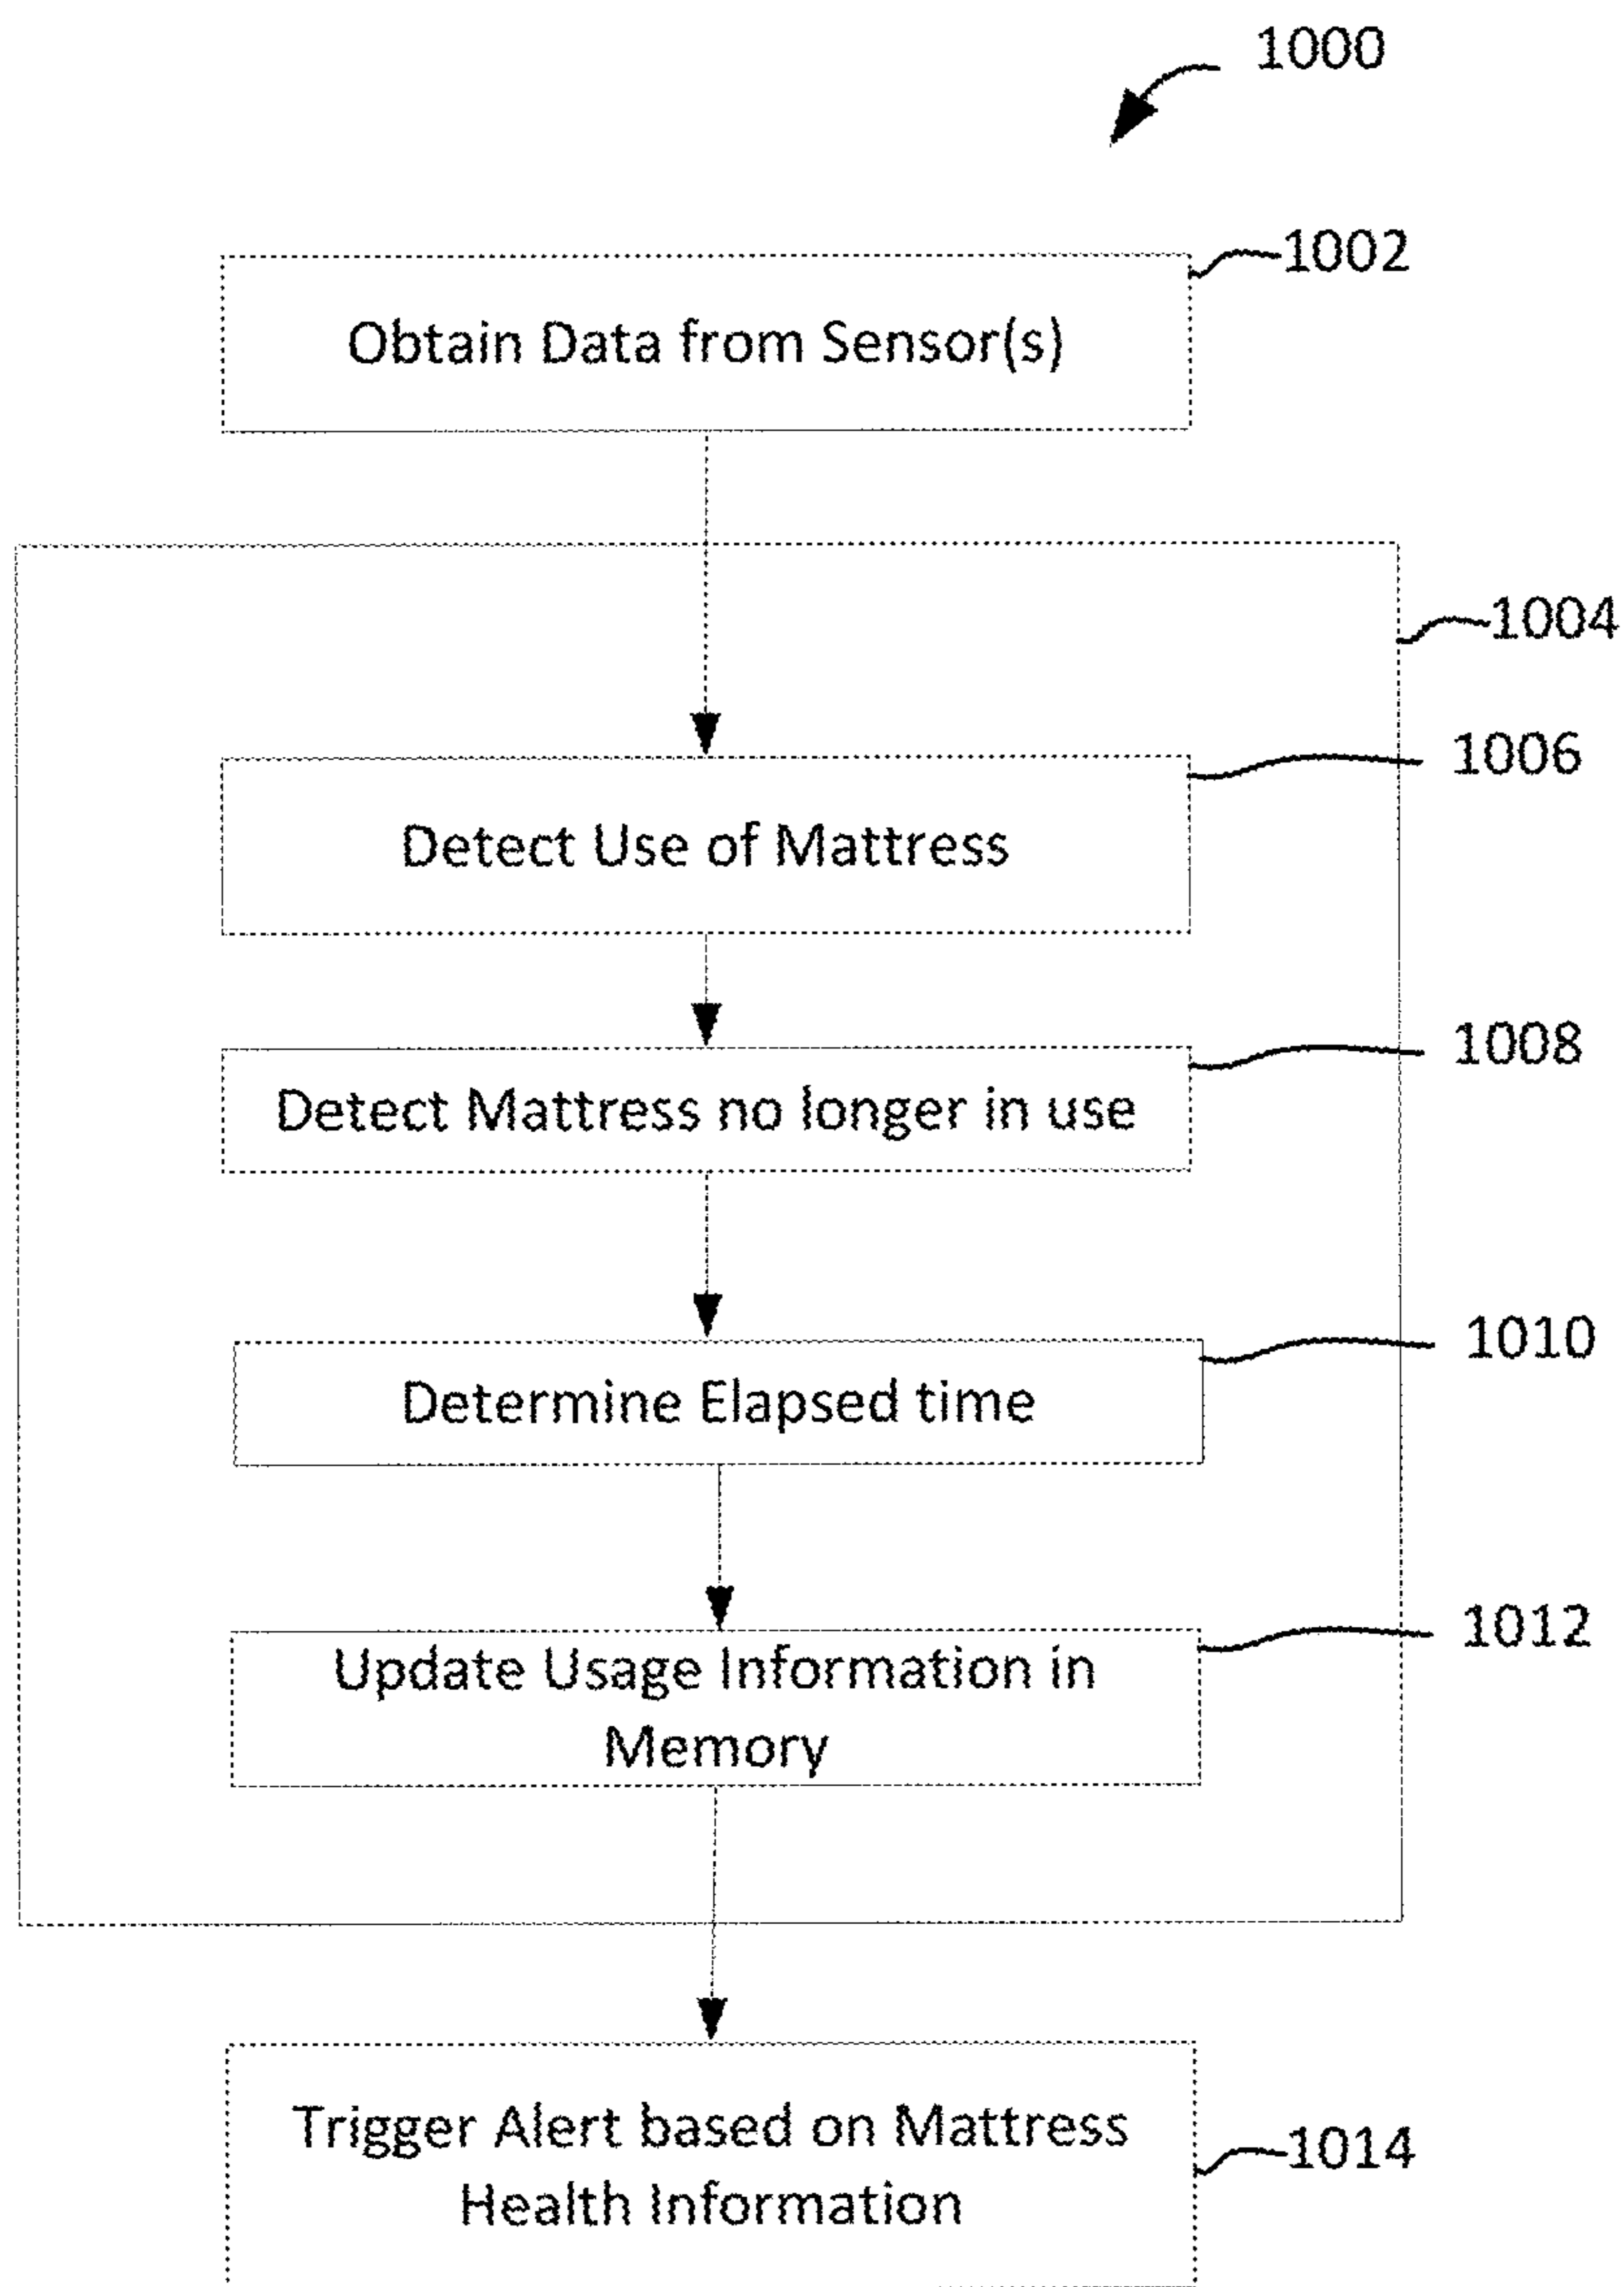 1000
1002
Obtain Data from Sensor(s)
1004
1006
Detect Use of Mattress
1008
Detect Mattress no longer in use
1010
Determine Elapsed time
1012
Update Usage Information in
Memory
Trigger Alert based on Mattress
1014
Health Information